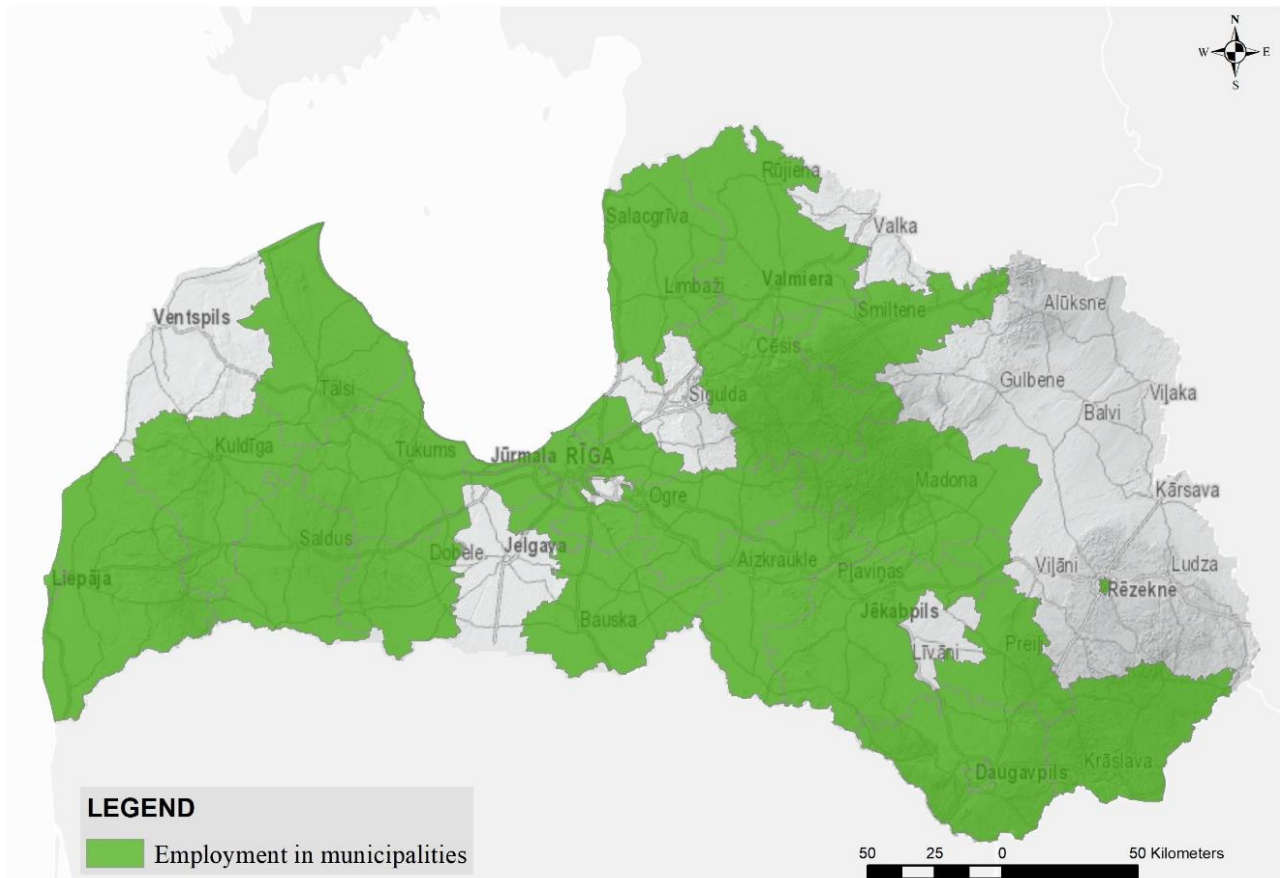 N
W E
S
Rūjiena
Salacgrīva
Valka
Limbaži
Valmiera
Smiltene
Alūksne
Ventspils
Cēsis
Gulbene
Talsi
Sigulda
Balvi
Viļaka
Kuldīga
Tukums
Jūrmala
RĪGA
Ogre
Madona
Kārsava
Saldus
Dobele
Jelgava
Aizkraukle
Pļaviņas
Viļāni
Ludza
Liepāja
Rēzekne
Bauska
Jēkabpils
Līvāni
Preiļi
Daugavpils
Krāslava
LEGEND
Employment in municipalities
50 25 0 50 Kilometers